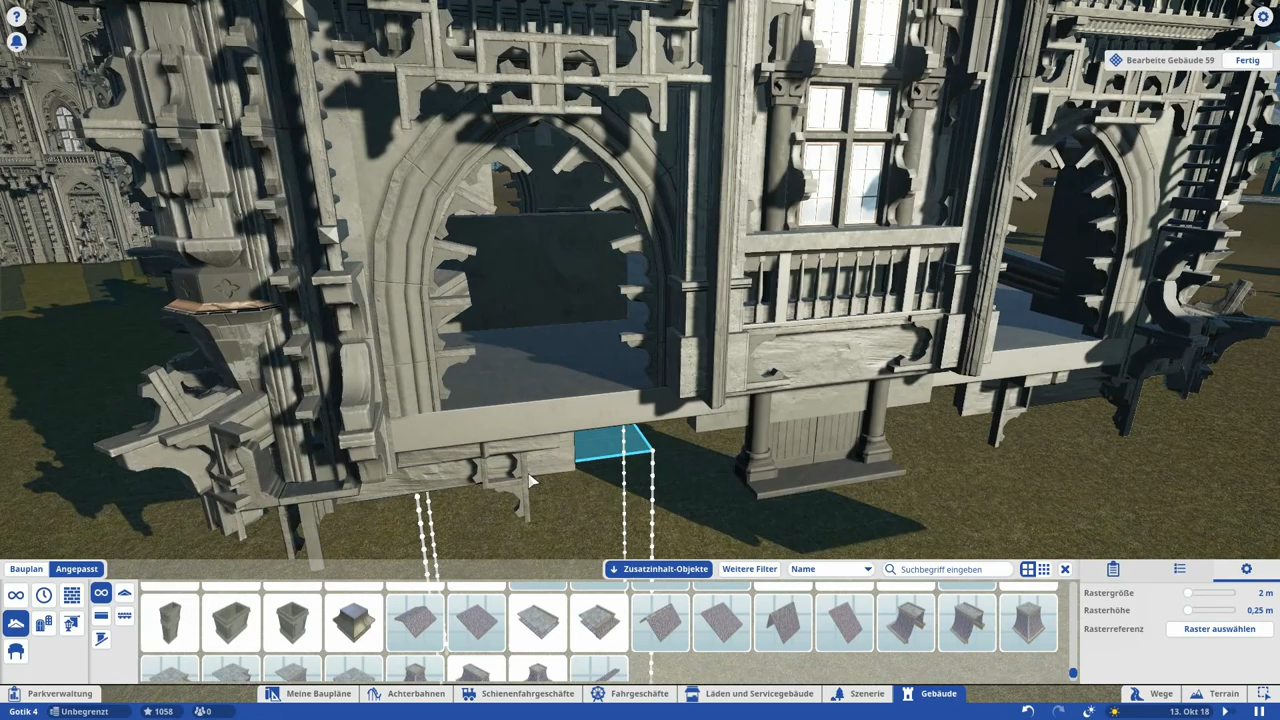 ?
Bearbeite Gebäude 59 Fertig
Bauplan Angepasst Zusatzinhalt-Objekte Weitere Filter Name Suchbegriff eingeben
Rastergröße 2 m
Rasterhöhe 0,25 m
Rasterreferenz Raster auswählen
Parkverwaltung Meine Baupläne Achterbahnen Schienenfahrgeschäfte Fahrgeschäfte Läden und Servicegebäude Szenerie Gebäude Wege Terrain
Gotik 4 Unbegrenzt 1058 0 13. Okt 18